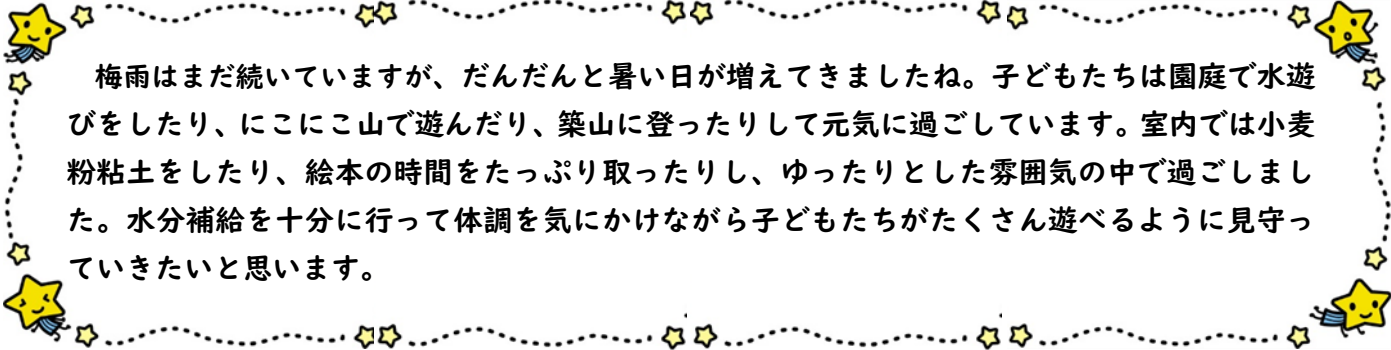 梅雨はまだ続いていますが、だんだんと暑い日が増えてきましたね。子どもたちは園庭で水遊
びをしたり、にこにこ山で遊んだり、築山に登ったりして元気に過ごしています。室内では小麦
粉粘土をしたり、絵本の時間をたっぷり取ったりし、ゆったりとした雰囲気の中で過ごしまし
た。水分補給を十分に行って体調を気にかけながら子どもたちがたくさん遊べるように見守っ
ていきたいと思います。